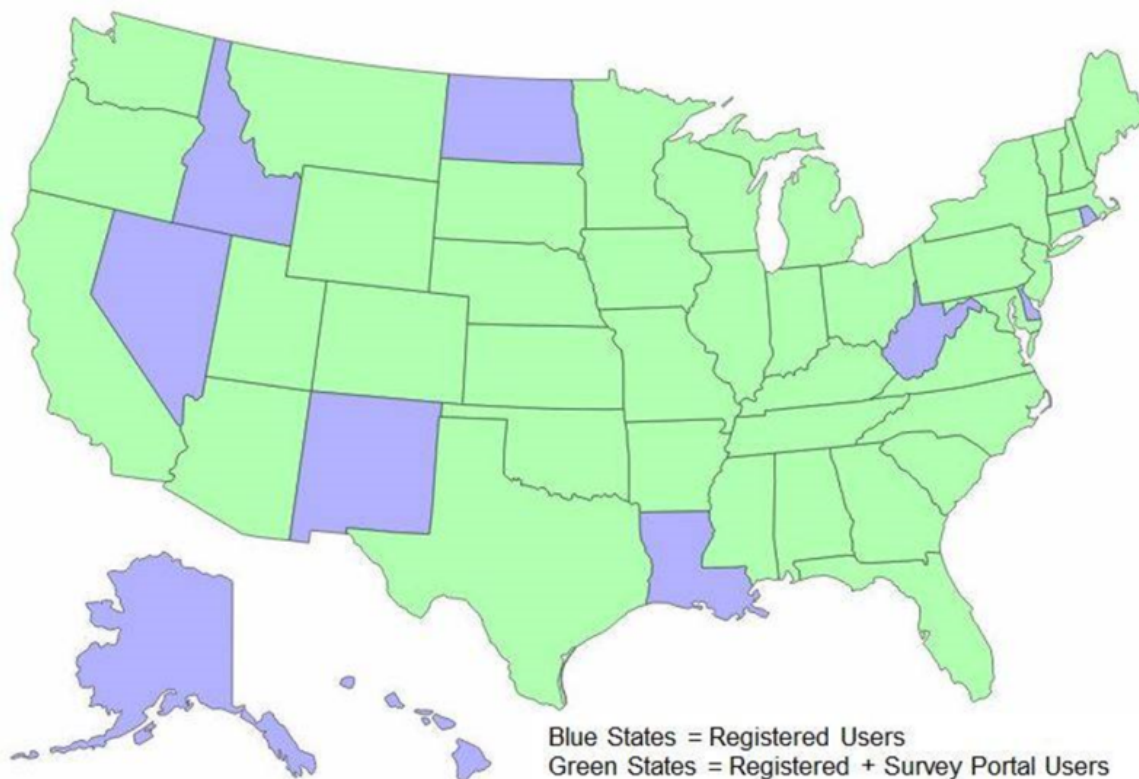 Blue States = Registered Users
Green States = Registered + Survey Portal Users